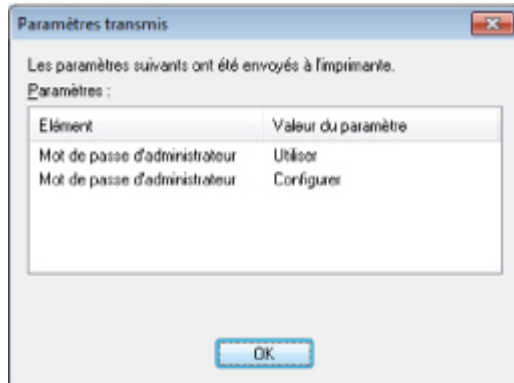 Paramètres transmis
Les paramètres suivants ont été envoyés à l'imprimante.
Paramètres :
Elément Valeur du paramètre
Mot de passe d'administrateur Utiliser
Mot de passe d'administrateur Configurer
OK